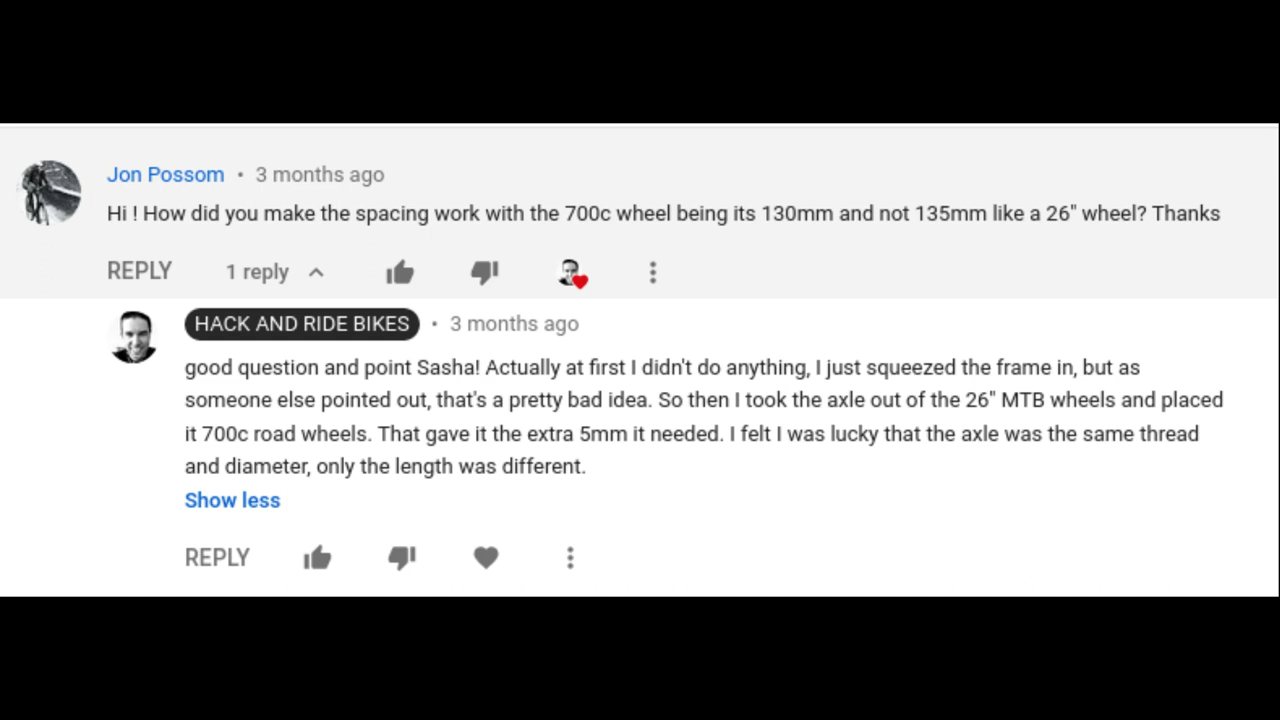 Jon Possom • 3 months ago
Hi ! How did you make the spacing work with the 700c wheel being its 130mm and not 135mm like a 26" wheel? Thanks
REPLY 1 reply
HACK AND RIDE BIKES • 3 months ago
good question and point Sasha! Actually at first I didn't do anything, I just squeezed the frame in, but as
someone else pointed out, that's a pretty bad idea. So then I took the axle out of the 26" MTB wheels and placed
it 700c road wheels. That gave it the extra 5mm it needed. I felt I was lucky that the axle was the same thread
and diameter, only the length was different.
Show less
REPLY